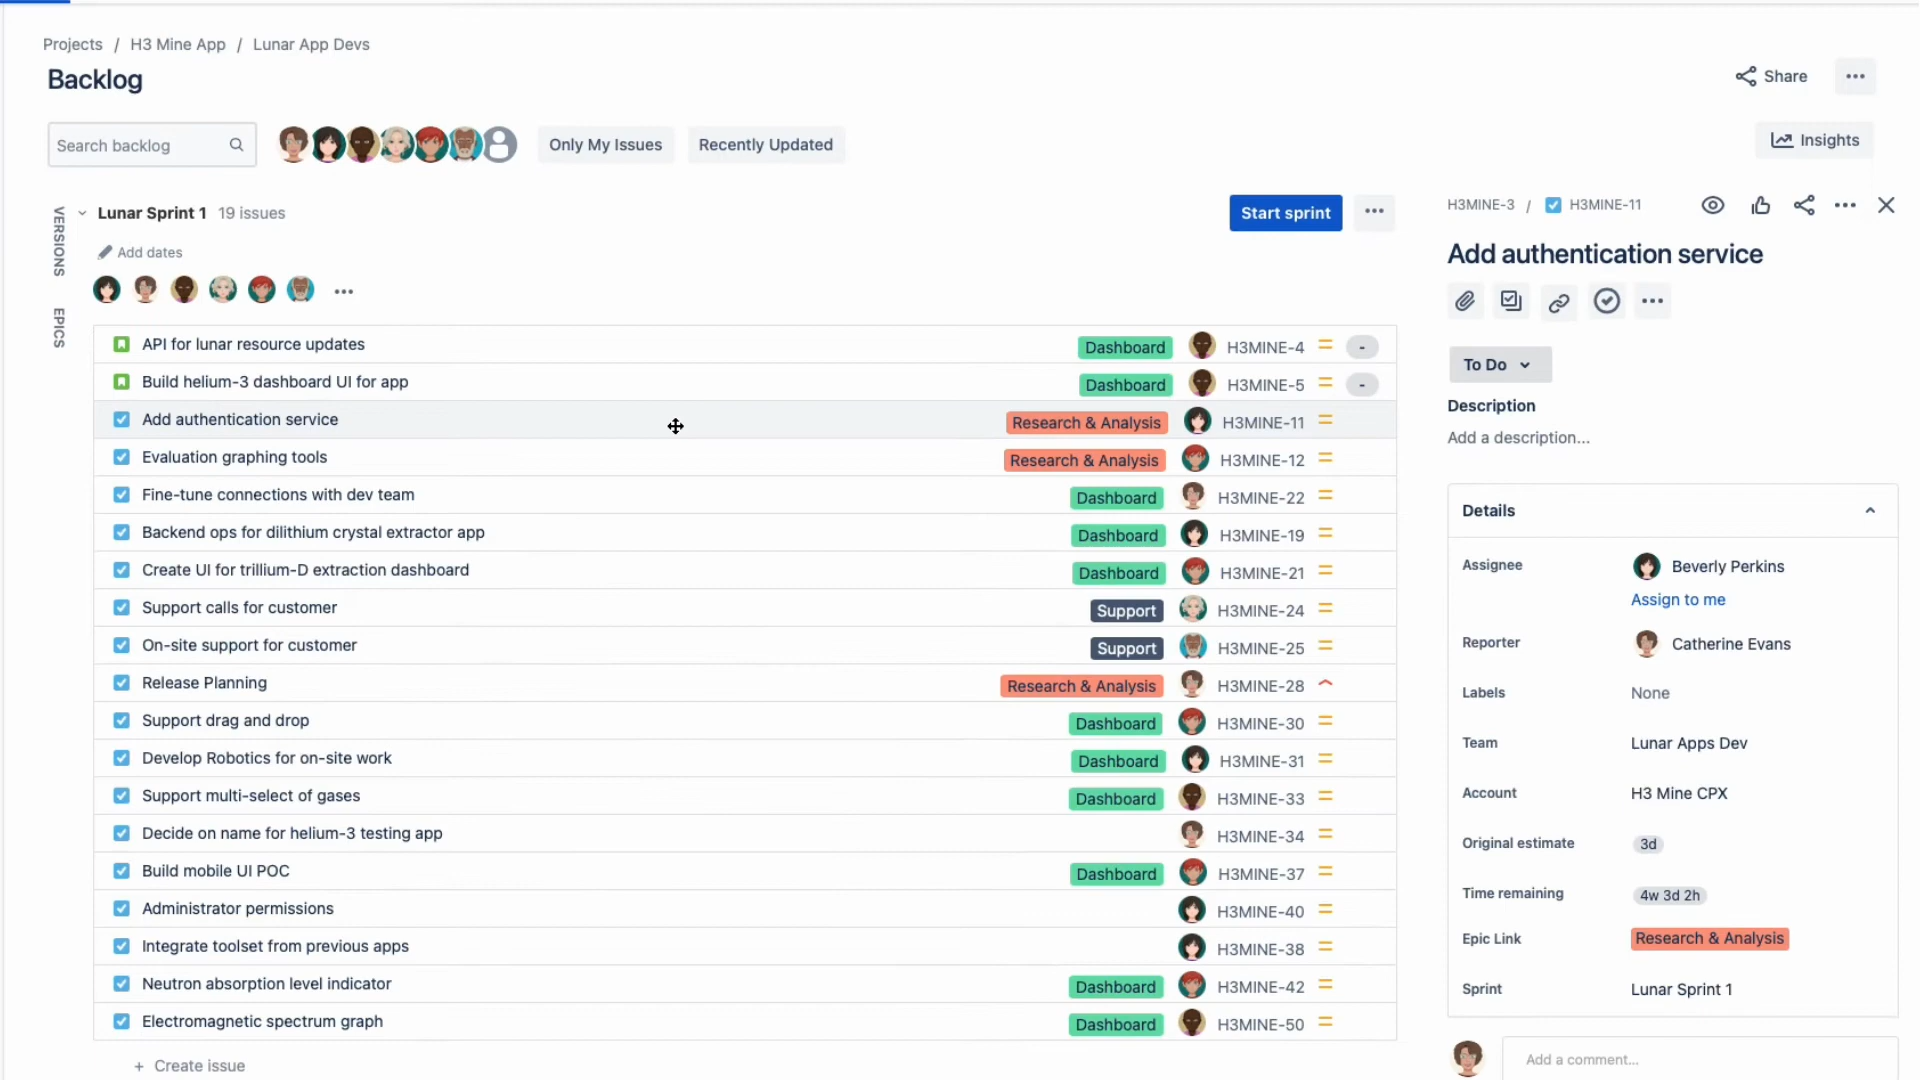 Projects / H3 Mine App / Lunar App Devs
Backlog
Share
Search backlog
Only My Issues
Recently Updated
Insights
VERSIONS
EPICS
Lunar Sprint 1 19 issues
Start sprint
Add dates
API for lunar resource updates Dashboard H3MINE-4 -
Build helium-3 dashboard UI for app Dashboard H3MINE-5 -
Add authentication service Research & Analysis H3MINE-11
Evaluation graphing tools Research & Analysis H3MINE-12
Fine-tune connections with dev team Dashboard H3MINE-22
Backend ops for dilithium crystal extractor app Dashboard H3MINE-19
Create UI for trillium-D extraction dashboard Dashboard H3MINE-21
Support calls for customer Support H3MINE-24
On-site support for customer Support H3MINE-25
Release Planning Research & Analysis H3MINE-28
Support drag and drop Dashboard H3MINE-30
Develop Robotics for on-site work Dashboard H3MINE-31
Support multi-select of gases Dashboard H3MINE-33
Decide on name for helium-3 testing app H3MINE-34
Build mobile UI POC Dashboard H3MINE-37
Administrator permissions H3MINE-40
Integrate toolset from previous apps H3MINE-38
Neutron absorption level indicator Dashboard H3MINE-42
Electromagnetic spectrum graph Dashboard H3MINE-50
+ Create issue
H3MINE-3 / H3MINE-11
Add authentication service
To Do
Description
Add a description...
Details
Assignee Beverly Perkins
Assign to me
Reporter Catherine Evans
Labels None
Team Lunar Apps Dev
Account H3 Mine CPX
Original estimate 3d
Time remaining 4w 3d 2h
Epic Link Research & Analysis
Sprint Lunar Sprint 1
Add a comment...